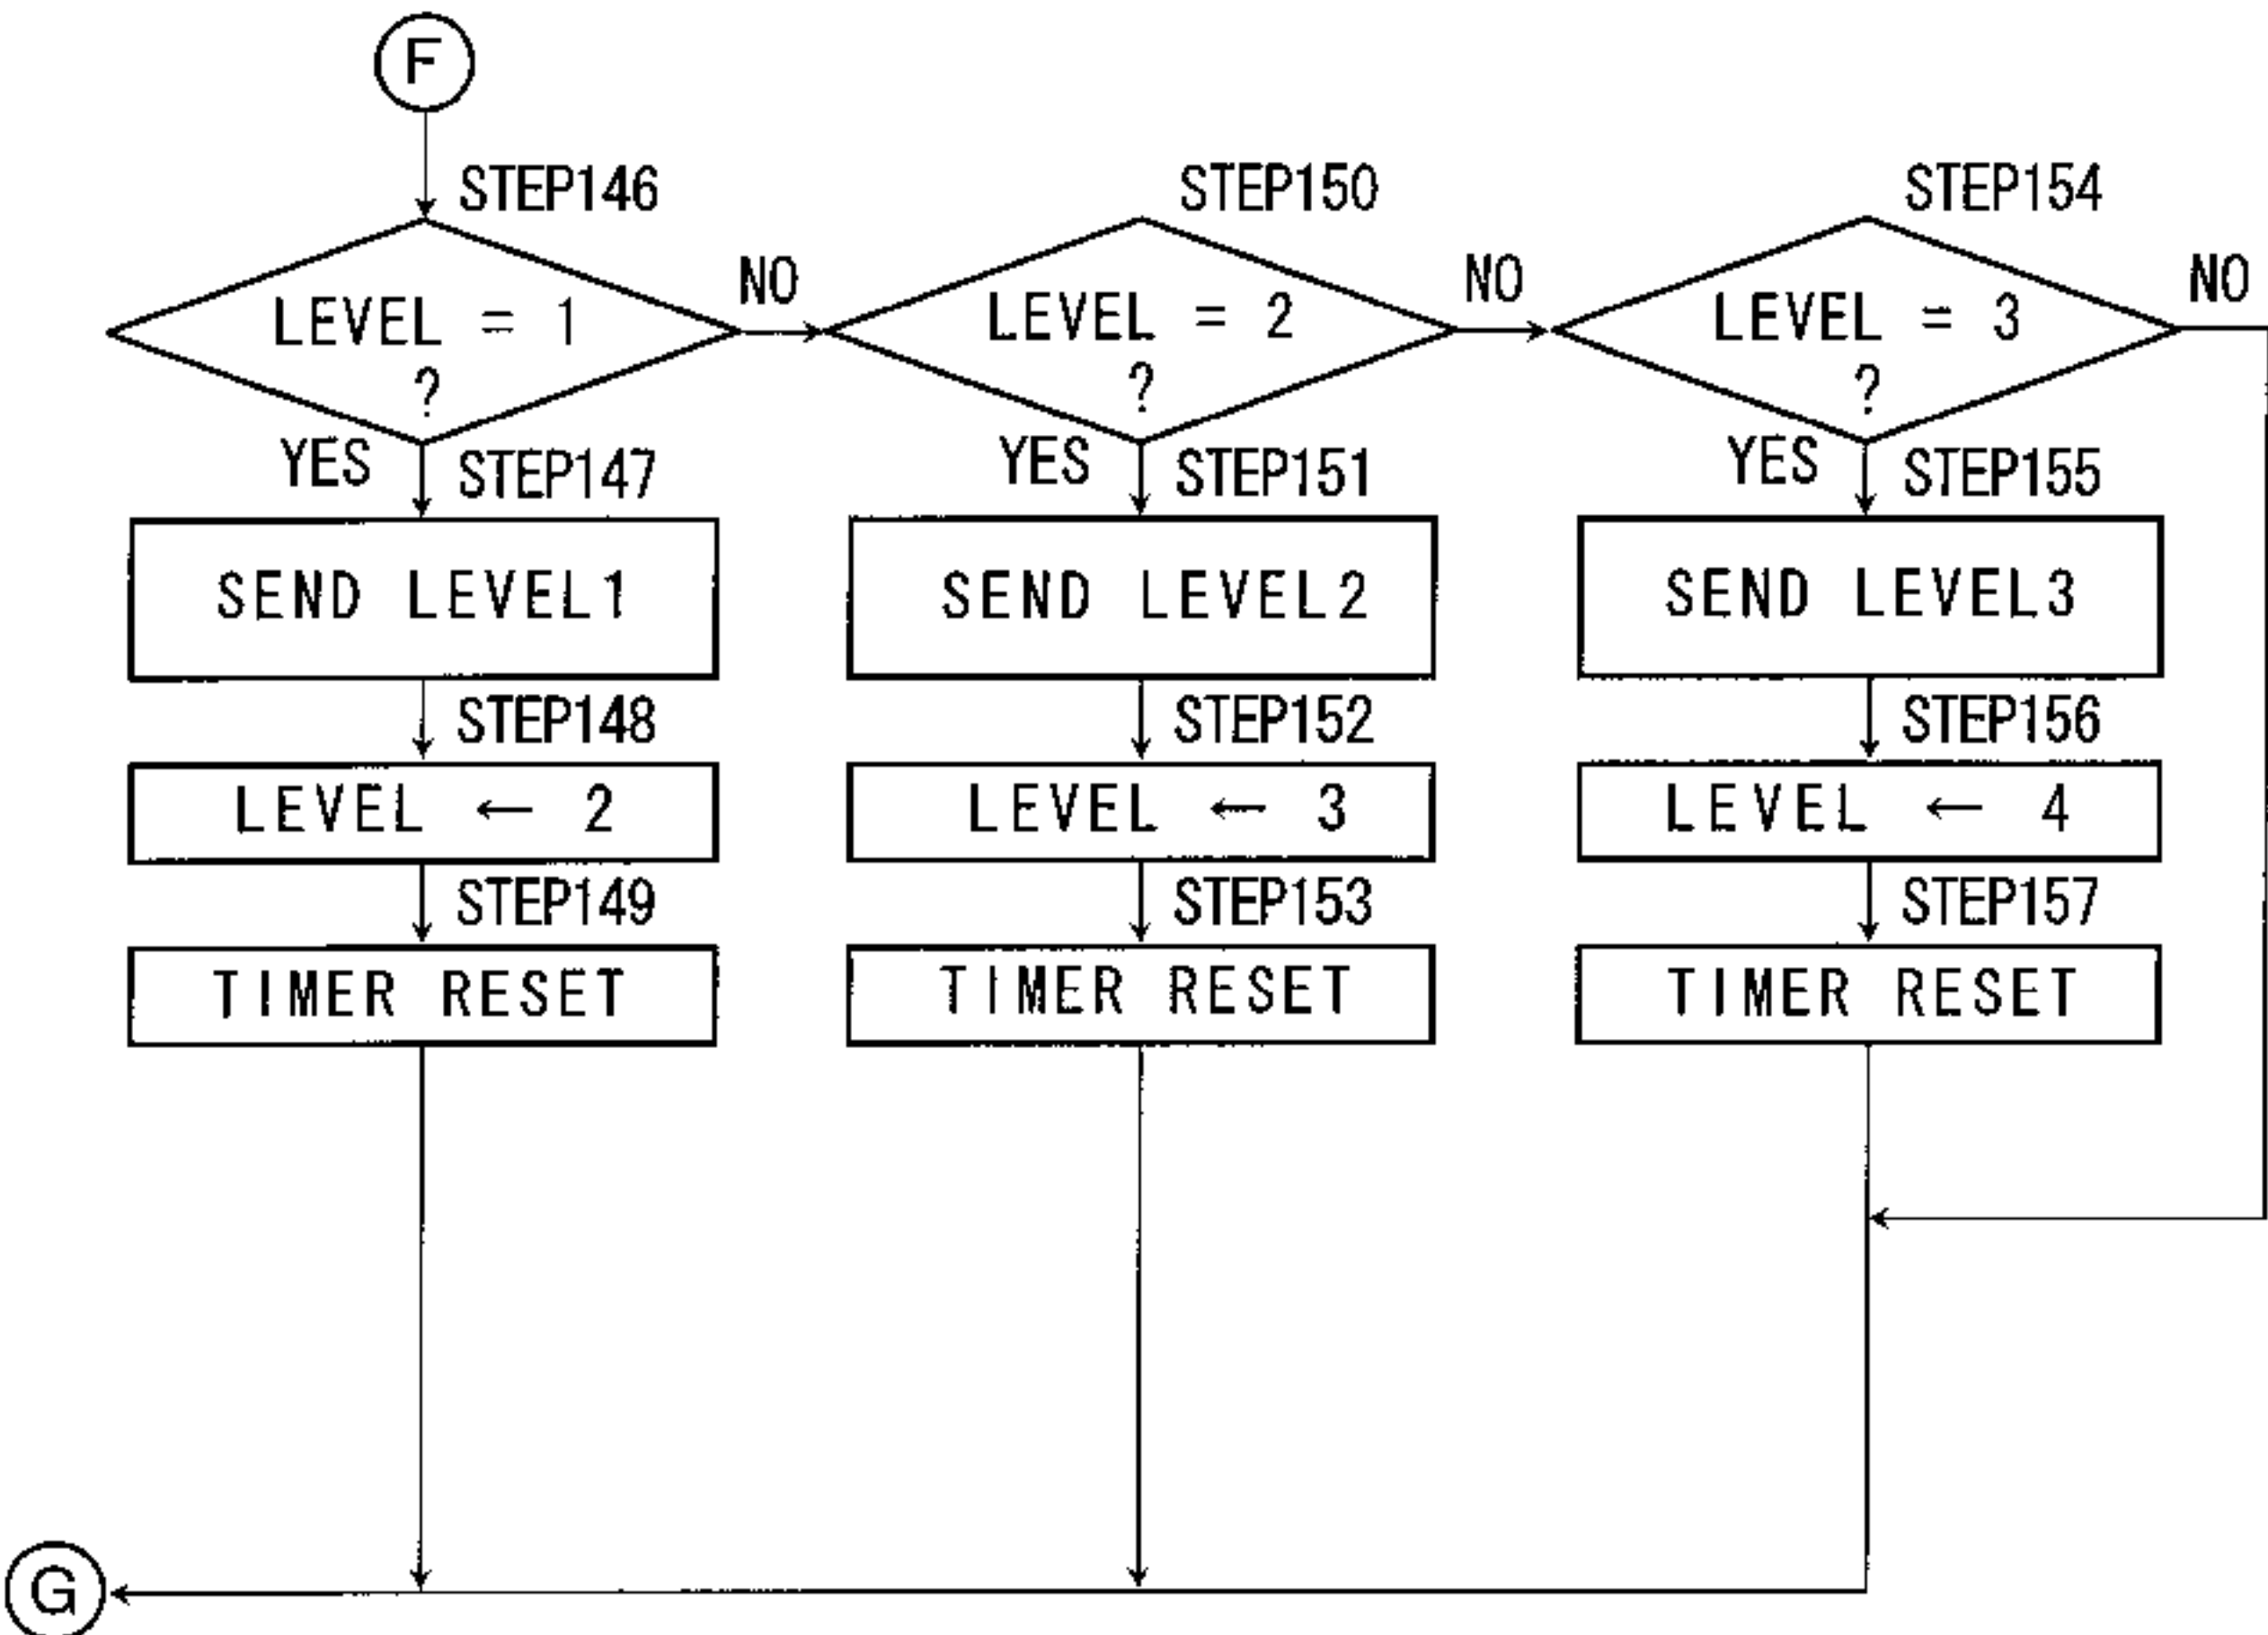 F
STEP146
STEP150
STEP154
LEVEL = 1
?
NO
LEVEL = 2
?
NO
LEVEL = 3
?
NO
YES
STEP147
YES
STEP151
YES
STEP155
SEND LEVEL1
SEND LEVEL2
SEND LEVEL3
STEP148
STEP152
STEP156
LEVEL ← 2
LEVEL ← 3
LEVEL ← 4
STEP149
STEP153
STEP157
TIMER RESET
TIMER RESET
TIMER RESET
G